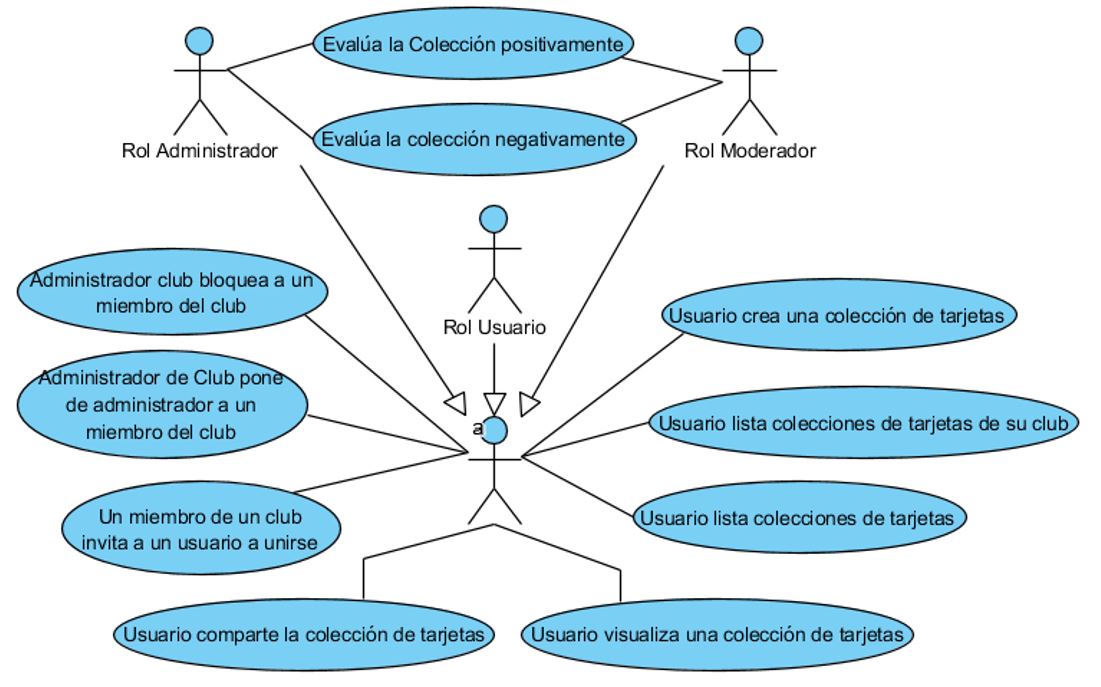 Evalúa la Colección positivamente
Evalúa la colección negativamente
Rol Administrador
Rol Moderador
Rol Usuario
Administrador club bloquea a un
miembro del club
Administrador de Club pone
de administrador a un
miembro del club
Un miembro de un club
invita a un usuario a unirse
a
Usuario crea una colección de tarjetas
Usuario lista colecciones de tarjetas de su club
Usuario lista colecciones de tarjetas
Usuario comparte la colección de tarjetas
Usuario visualiza una colección de tarjetas